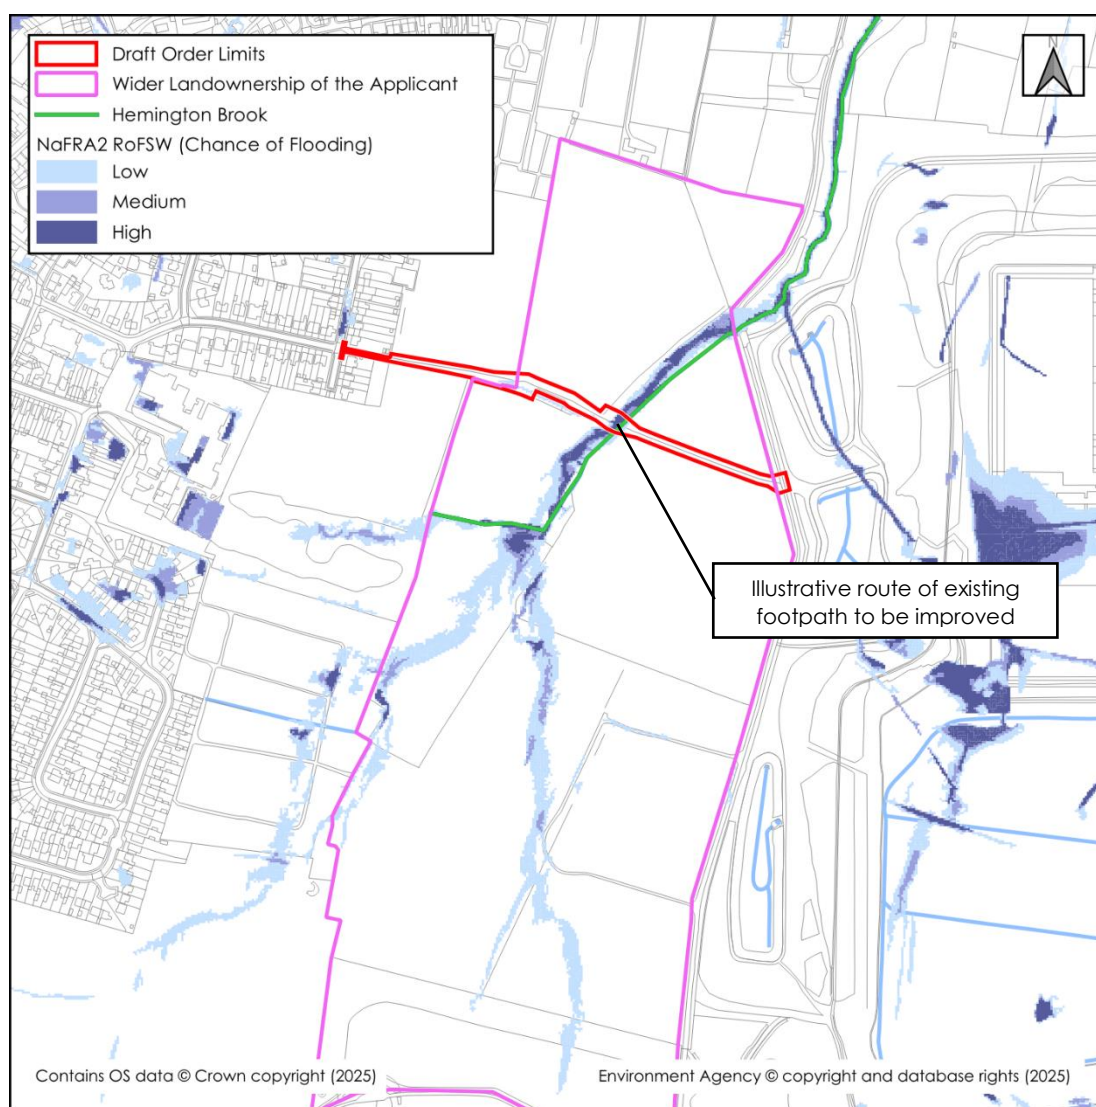 Draft Order Limits
Wider Landownership of the Applicant
Hemington Brook
NaFRA2 RoFSW (Chance of Flooding)
Low
Medium
High
N
Illustrative route of existing
footpath to be improved
Contains OS data © Crown copyright (2025)
Environment Agency © copyright and database rights (2025)